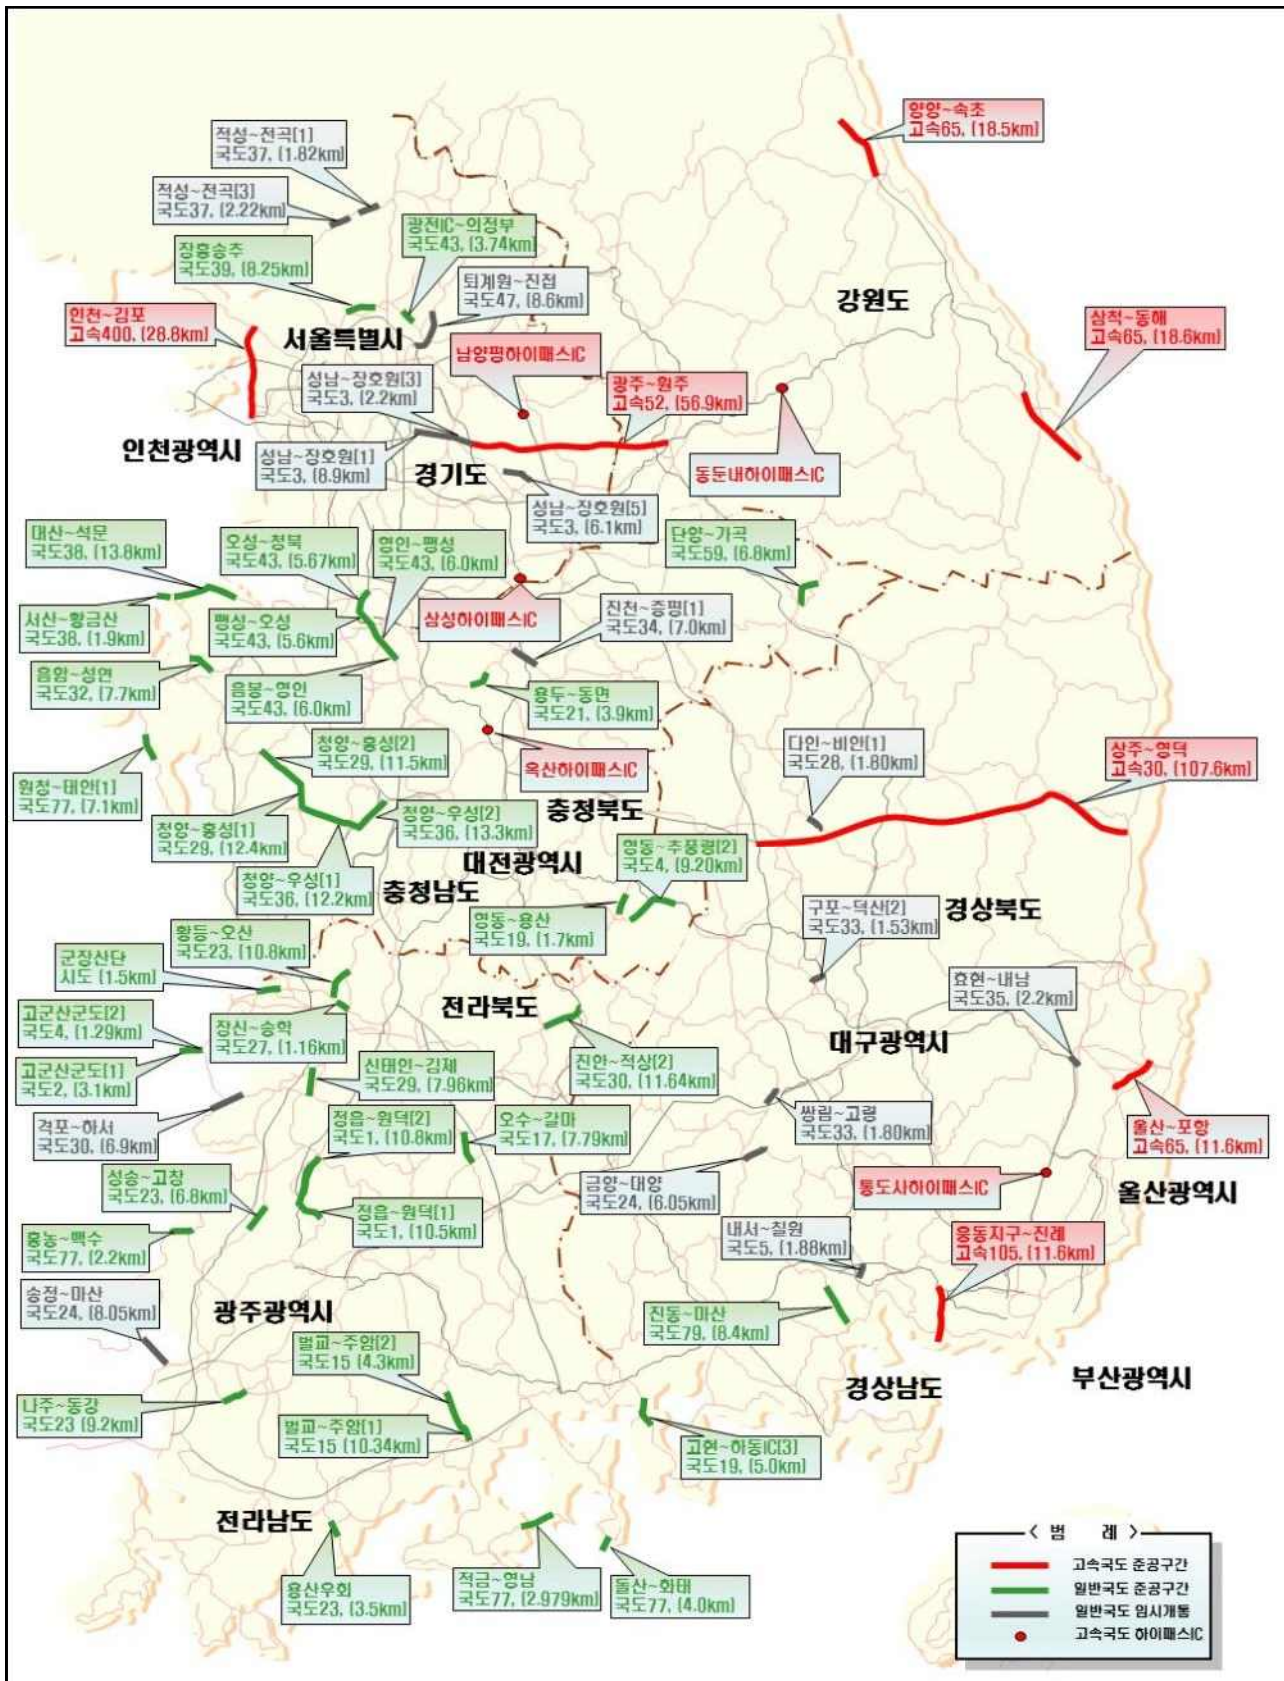 양양~속초
고속65, (18.5km)
적성~전곡[1]
국도37, (1.82km)
적성~전곡[3]
국도37, (2.22km)
광전IC~의정부
국도43, (3.74km)
장흥송추
국도39, (8.25km)
퇴계원~진접
국도47, (8.6km)
강원도
인천~김포
고속400, (28.8km)
서울특별시
삼척~동해
고속65, (18.6km)
남양평하이패스IC
성남~장호원[3]
국도3, (2.2km)
광주~원주
고속52, (56.9km)
인천광역시
성남~장호원[1]
국도3, (8.9km)
경기도
동둔내하이패스IC
성남~장호원[5]
국도3, (6.1km)
대산~석문
국도38, (13.8km)
오성~청북
국도43, (5.67km)
영인~팽성
국도43, (6.0km)
단양~가곡
국도59, (6.8km)
서산~황금산
국도38, (1.9km)
팽성~오성
국도43, (5.6km)
삼성하이패스IC
진천~증평[1]
국도34, (7.0km)
음암~성연
국도32, (7.7km)
음봉~영인
국도43, (6.0km)
용두~동면
국도21, (3.9km)
청양~홍성[2]
국도29, (11.5km)
옥산하이패스IC
다인~비안[1]
국도28, (1.80km)
상주~영덕
고속30, (107.6km)
원청~태안[1]
국도77, (7.1km)
청양~홍성[1]
국도29, (12.4km)
청양~우성[2]
국도36, (13.3km)
충청북도
대전광역시
영동~추풍령[2]
국도4, (9.20km)
청양~우성[1]
국도36, (12.2km)
충청남도
영동~용산
국도19, (1.7km)
구포~덕산[2]
국도33, (1.53km)
경상북도
황등~오산
국도23, (10.8km)
군장산단
시도 (1.5km)
효현~내남
국도35, (2.2km)
고군산군도[2]
국도4, (1.29km)
장신~송학
국도27, (1.16km)
전라북도
대구광역시
고군산군도[1]
국도2, (3.1km)
신태인~김제
국도29, (7.96km)
진안~적상[2]
국도30, (11.64km)
격포~하서
국도30, (6.9km)
정읍~원덕[2]
국도1, (10.8km)
오수~갈마
국도17, (7.79km)
쌍림~고령
국도33, (1.80km)
울산~포항
고속65, (11.6km)
성송~고창
국도23, (6.8km)
금양~대양
국도24, (6.05km)
통도사하이패스IC
울산광역시
정읍~원덕[1]
국도1, (10.5km)
홍농~백수
국도77, (2.2km)
내서~칠원
국도5, (1.88km)
웅동지구~진례
고속105, (11.6km)
송정~마산
국도24, (8.05km)
광주광역시
진동~마산
국도79, (8.4km)
벌교~주암[2]
국도15 (4.3km)
경상남도
부산광역시
나주~동강
국도23 (9.2km)
벌교~주암[1]
국도15 (10.34km)
고현~하동IC[3]
국도19, (5.0km)
전라남도
용산우회
국도23, (3.5km)
적금~영남
국도77, (2.979km)
돌산~화태
국도77, (4.0km)
< 범 례 >
고속국도 준공구간
일반국도 준공구간
일반국도 임시개통
고속국도 하이패스IC